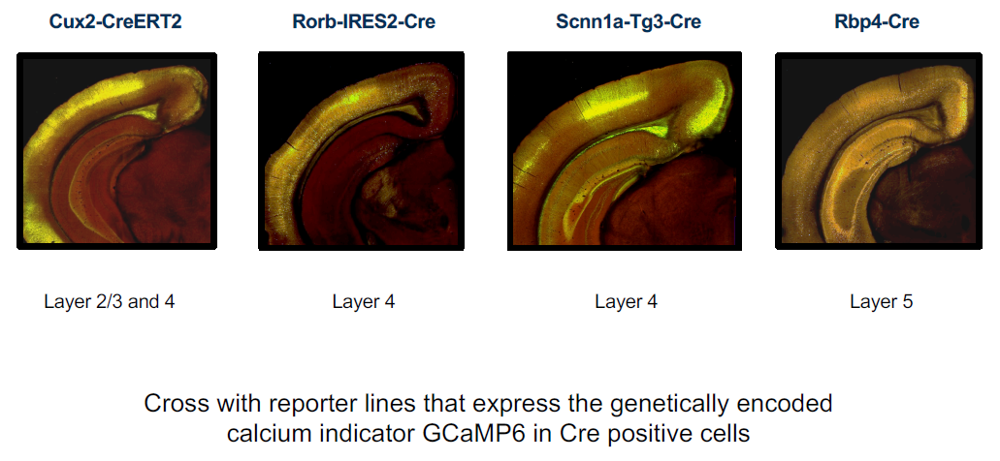 Cux2-CreERT2
Rorb-IRES2-Cre
Scnn1a-Tg3-Cre
Rbp4-Cre
Layer 2/3 and 4
Layer 4
Layer 4
Layer 5
Cross with reporter lines that express the genetically encoded
calcium indicator GCaMP6 in Cre positive cells